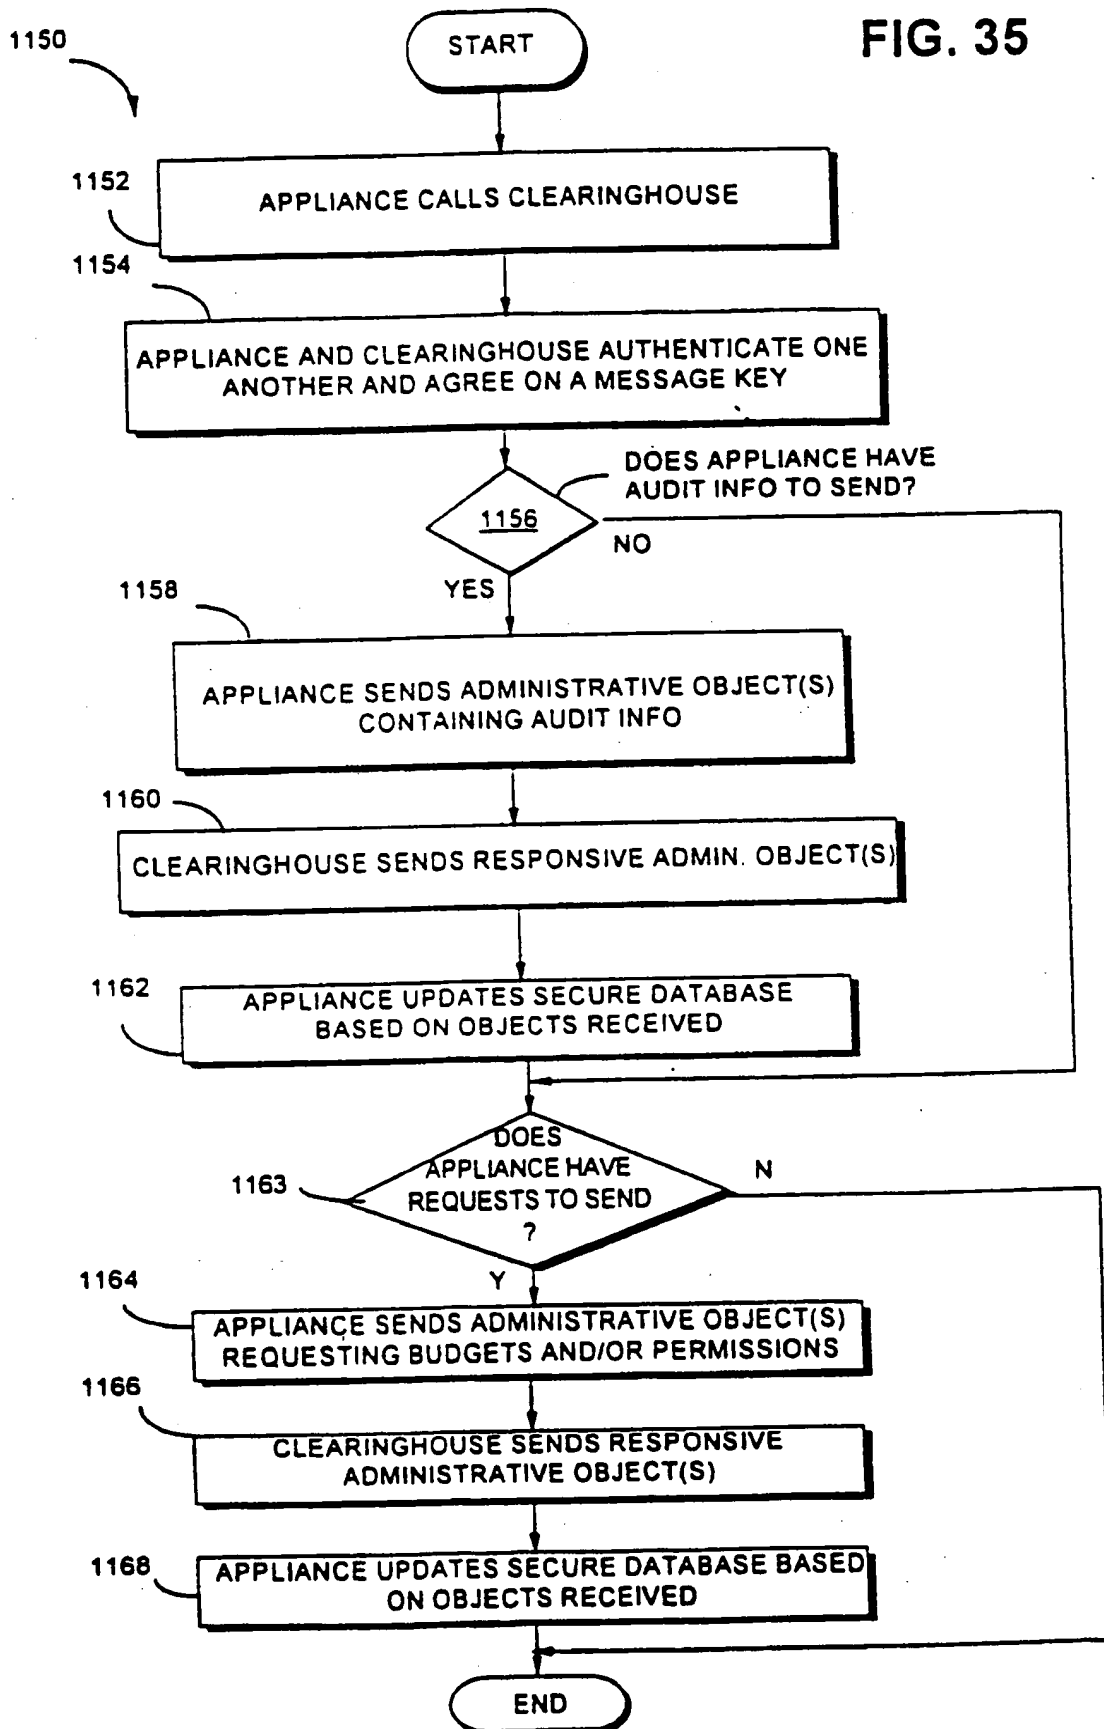 1150
START
FIG. 35
1152
APPLIANCE CALLS CLEARINGHOUSE
1154
APPLIANCE AND CLEARINGHOUSE AUTHENTICATE ONE
ANOTHER AND AGREE ON A MESSAGE KEY
DOES APPLIANCE HAVE
AUDIT INFO TO SEND?
1156
NO
YES
1158
APPLIANCE SENDS ADMINISTRATIVE OBJECT(S)
CONTAINING AUDIT INFO
1160
CLEARINGHOUSE SENDS RESPONSIVE ADMIN. OBJECT(S)
1162
APPLIANCE UPDATES SECURE DATABASE
BASED ON OBJECTS RECEIVED
DOES
APPLIANCE HAVE
REQUESTS TO SEND
?
1163
N
Y
1164
APPLIANCE SENDS ADMINISTRATIVE OBJECT(S)
REQUESTING BUDGETS AND/OR PERMISSIONS
1166
CLEARINGHOUSE SENDS RESPONSIVE
ADMINISTRATIVE OBJECT(S)
1168
APPLIANCE UPDATES SECURE DATABASE BASED
ON OBJECTS RECEIVED
END